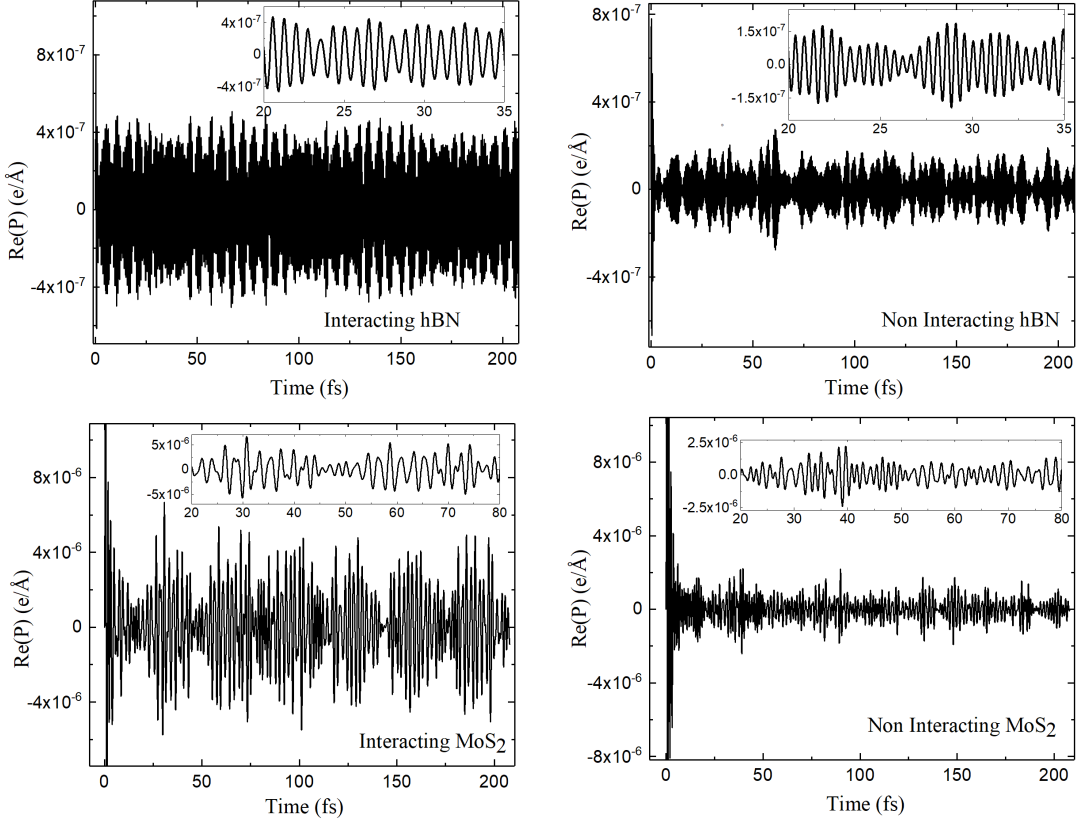 8x10⁻⁷
4x10⁻⁷
0
-4x10⁻⁷
Re(P) (e/Å)
4x10⁻⁷
0
-4x10⁻⁷
20 25 30 35
Interacting hBN
0 50 100 150 200
Time (fs)
8x10⁻⁷
4x10⁻⁷
0
-4x10⁻⁷
Re(P) (e/Å)
1.5x10⁻⁷
0.0
-1.5x10⁻⁷
20 25 30 35
Non Interacting hBN
0 50 100 150 200
Time (fs)
8x10⁻⁶
4x10⁻⁶
0
-4x10⁻⁶
Re(P) (e/Å)
5x10⁻⁶
0
-5x10⁻⁶
20 30 40 50 60 70 80
Interacting MoS₂
0 50 100 150 200
Time (fs)
8x10⁻⁶
4x10⁻⁶
0
-4x10⁻⁶
-8x10⁻⁶
Re(P) (e/Å)
2.5x10⁻⁶
0.0
-2.5x10⁻⁶
20 30 40 50 60 70 80
Non Interacting MoS₂
0 50 100 150 200
Time (fs)